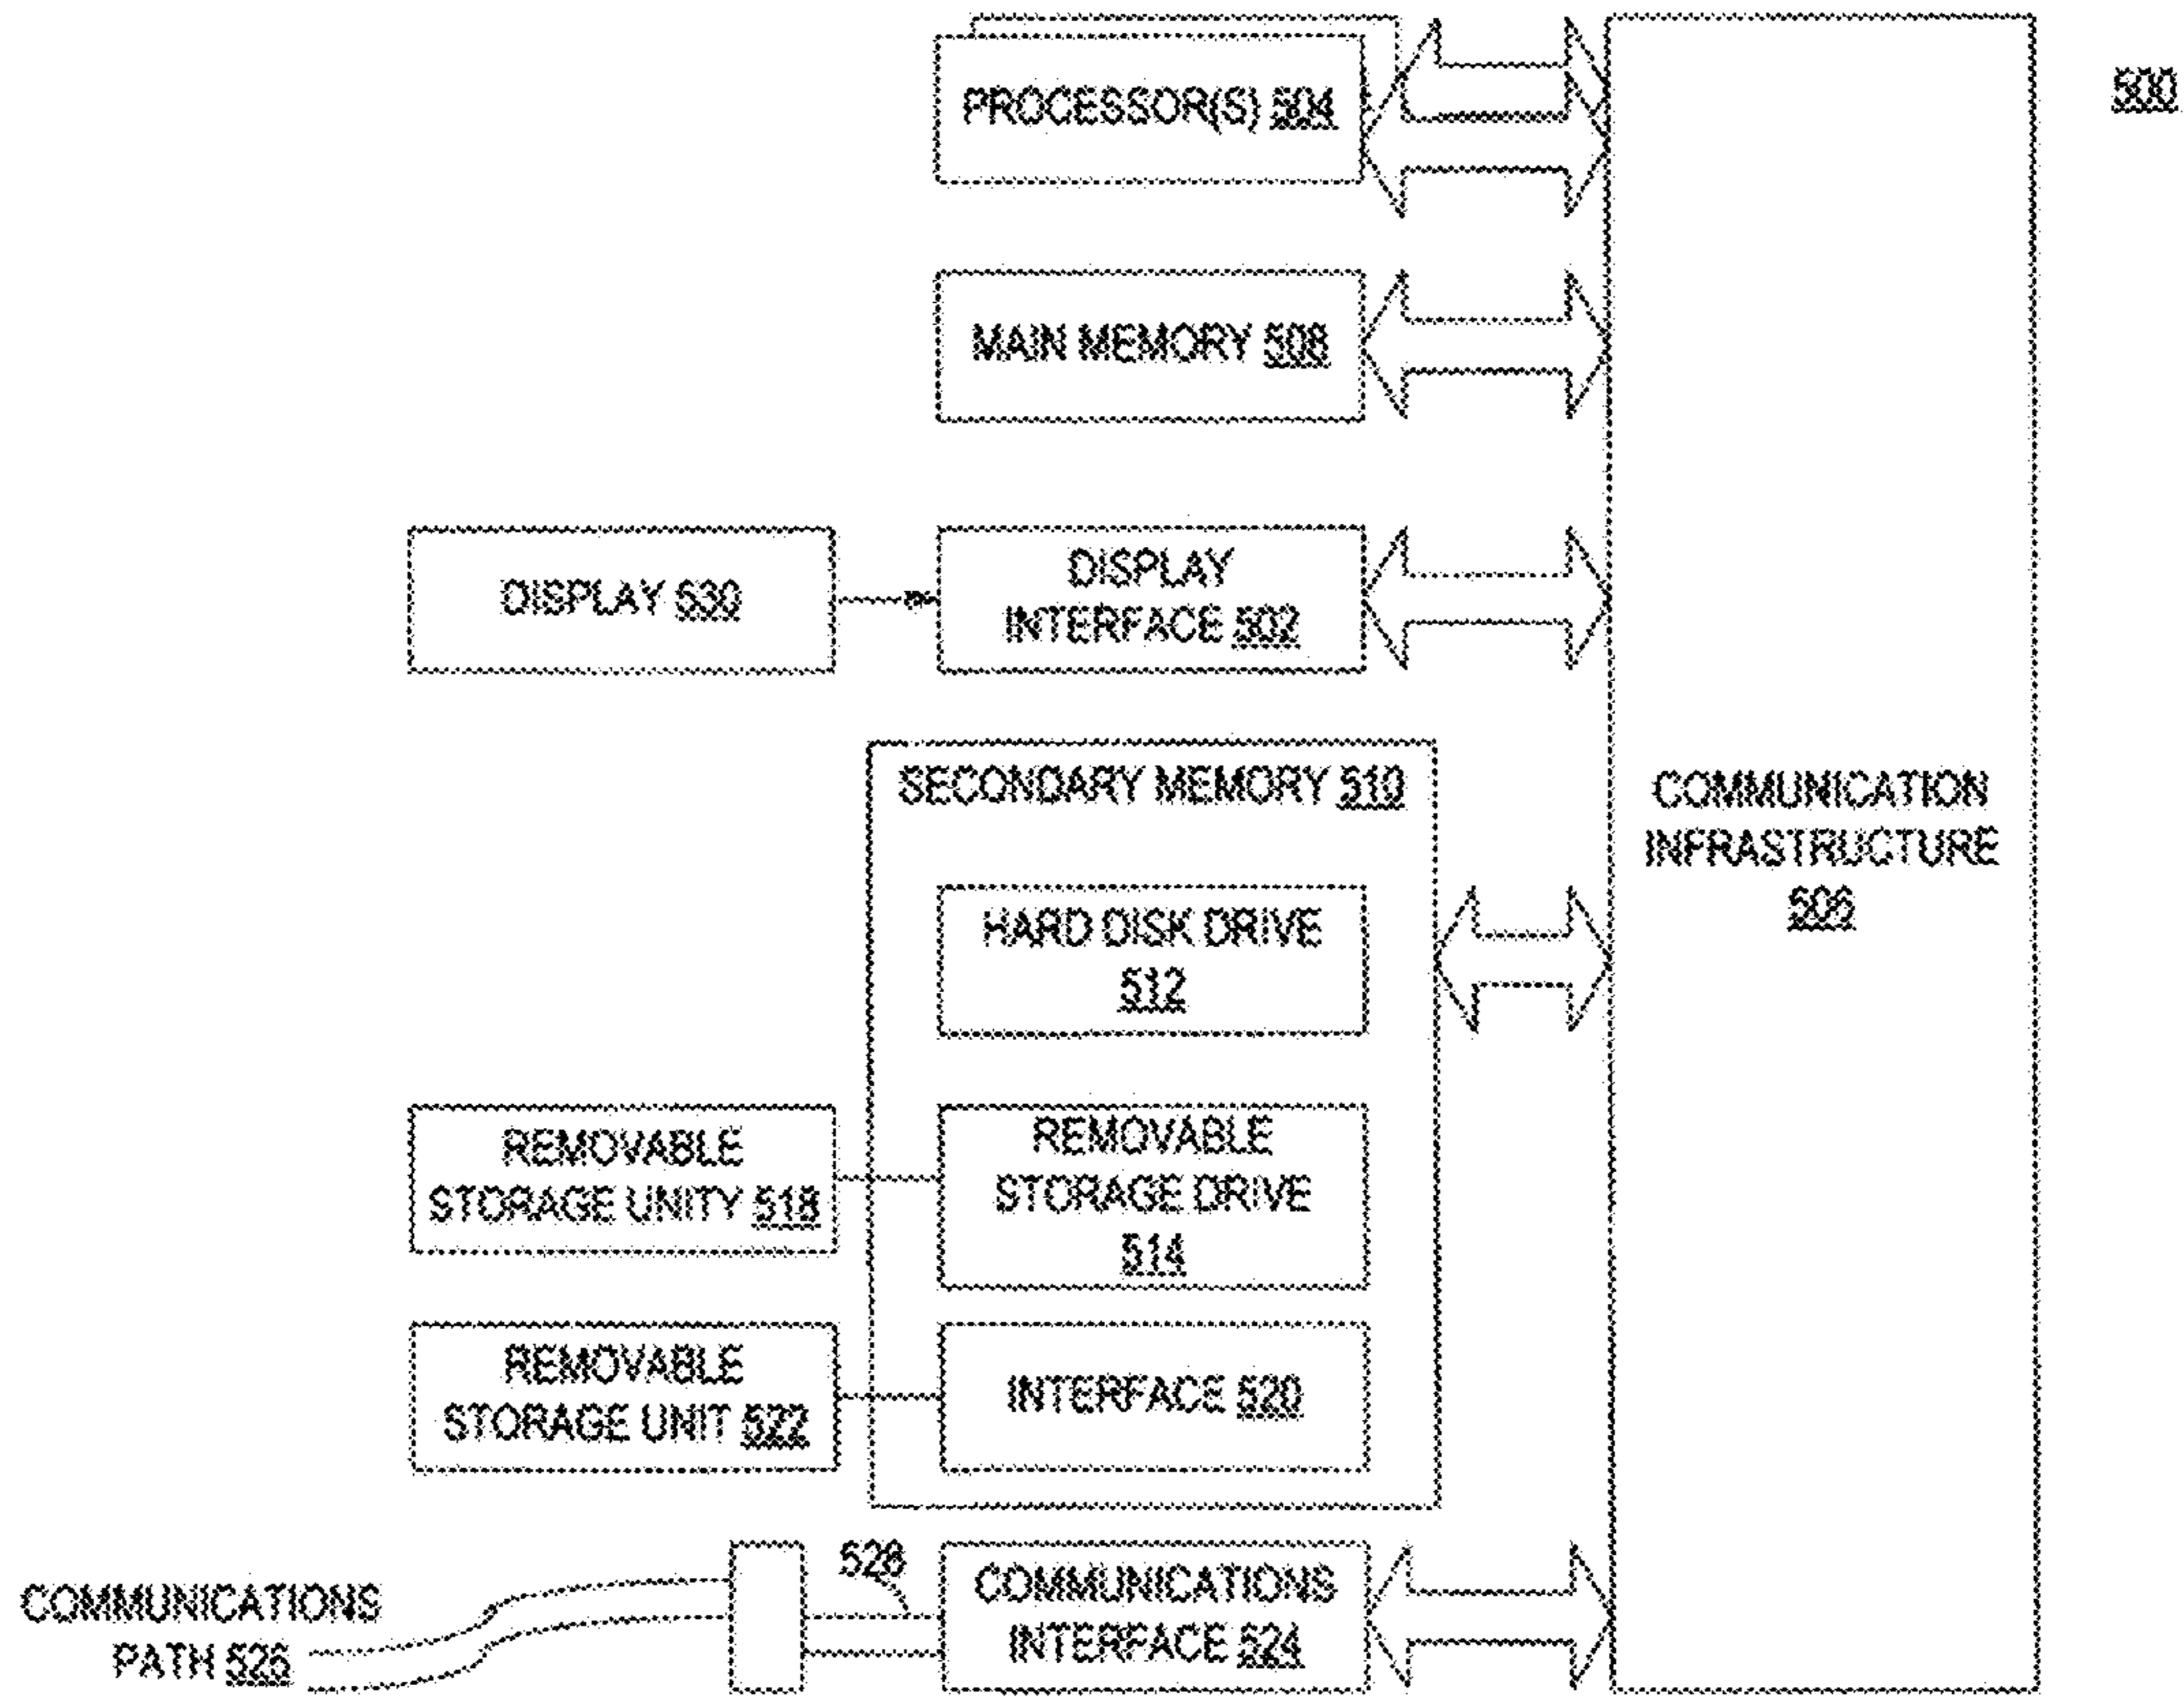 500
PROCESSOR(S) 504
MAIN MEMORY 508
DISPLAY 530
DISPLAY
INTERFACE 502
SECONDARY MEMORY 510
HARD DISK DRIVE
512
REMOVABLE
STORAGE UNITY 518
REMOVABLE
STORAGE DRIVE
514
REMOVABLE
STORAGE UNIT 522
INTERFACE 520
COMMUNICATION
INFRASTRUCTURE
506
COMMUNICATIONS
PATH 526
528
COMMUNICATIONS
INTERFACE 524